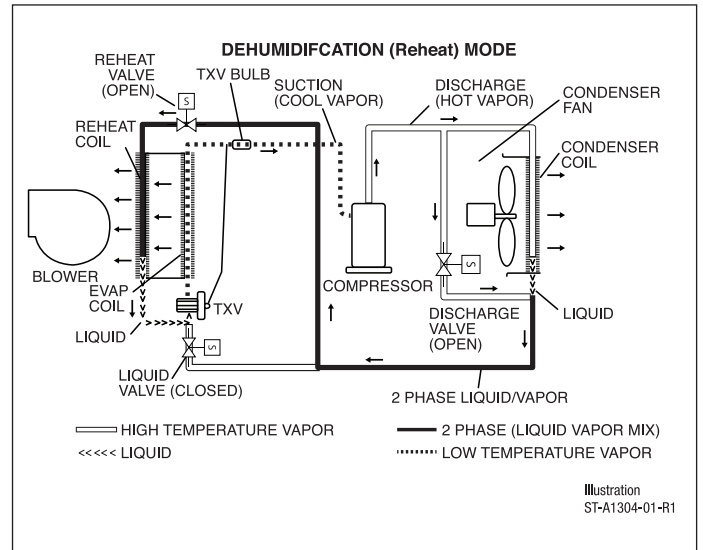 DEHUMIDIFCATION (Reheat) MODE
REHEAT
VALVE
(OPEN)
TXV BULB
SUCTION
(COOL VAPOR)
DISCHARGE
(HOT VAPOR)
CONDENSER
FAN
S
REHEAT
COIL
CONDENSER
COIL
BLOWER
EVAP
COIL
TXV
COMPRESSOR
S
LIQUID
S
LIQUID
LIQUID
VALVE (CLOSED)
DISCHARGE
VALVE
(OPEN)
2 PHASE LIQUID/VAPOR
HIGH TEMPERATURE VAPOR
2 PHASE (LIQUID VAPOR MIX)
<<<<< LIQUID
LOW TEMPERATURE VAPOR
Illustration
ST-A1304-01-R1